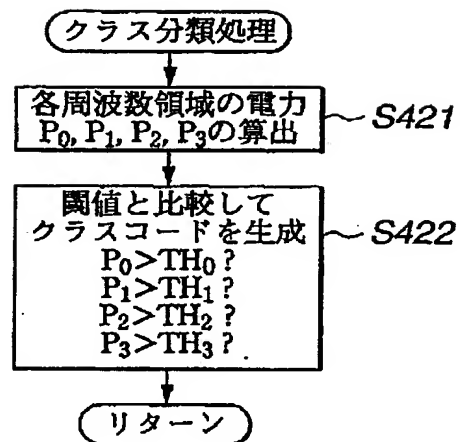 クラス分類処理
各周波数領域の電力
P₀, P₁, P₂, P₃の算出
S421
閾値と比較して
クラスコードを生成
S422
P₀>TH₀?
P₁>TH₁?
P₂>TH₂?
P₃>TH₃?
リターン